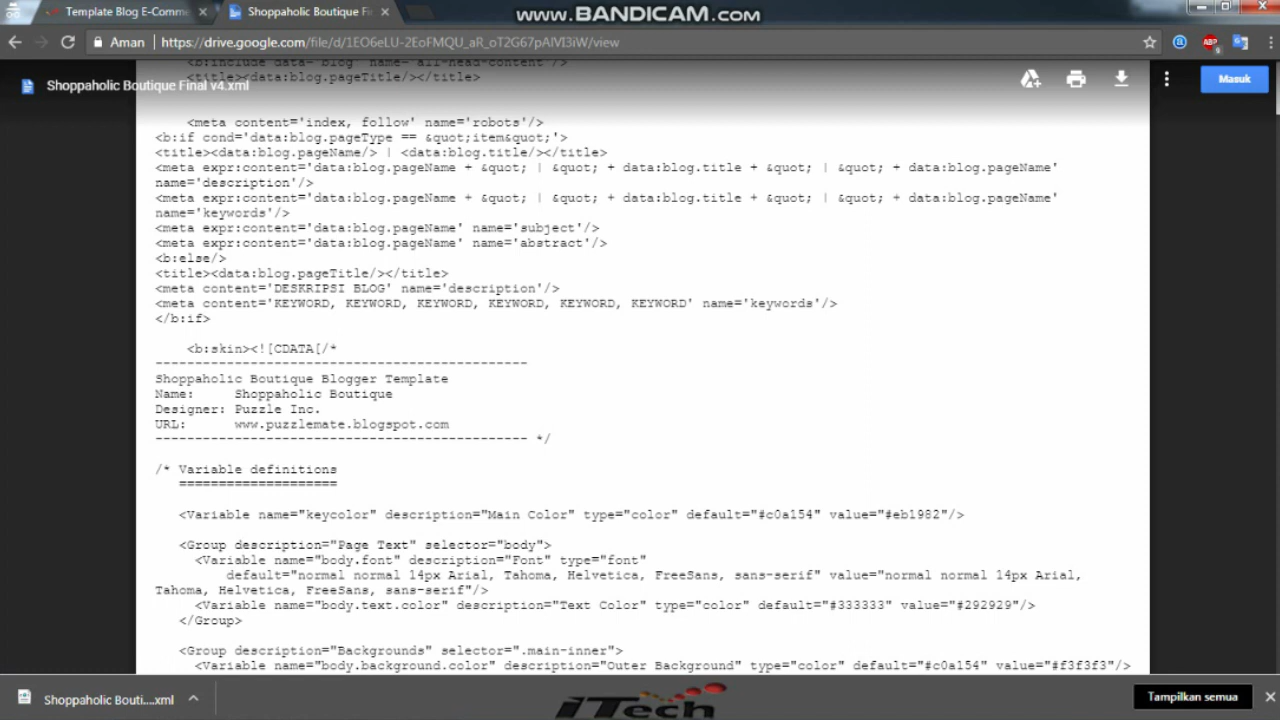 Template Blog E-Comme
Shoppaholic Boutique Fi
www.BANDICAM.com
Aman
https://drive.google.com/file/d/1EO6eLU-2EoFMQU_aR_oT2G67pAlVI3iW/view
ABP
9
Shoppaholic Boutique Final v4.xml
Masuk
<b:include data='blog' name='all-head-content'/>
<title><data:blog.pageTitle/></title>
<meta content='index, follow' name='robots'/>
<b:if cond='data:blog.pageType == &quot;item&quot;'>
<title><data:blog.pageName/> | <data:blog.title/></title>
<meta expr:content='data:blog.pageName + &quot; | &quot; + data:blog.title + &quot; | &quot; + data:blog.pageName'
name='description'/>
<meta expr:content='data:blog.pageName + &quot; | &quot; + data:blog.title + &quot; | &quot; + data:blog.pageName'
name='keywords'/>
<meta expr:content='data:blog.pageName' name='subject'/>
<meta expr:content='data:blog.pageName' name='abstract'/>
<b:else/>
<title><data:blog.pageTitle/></title>
<meta content='DESKRIPSI BLOG' name='description'/>
<meta content='KEYWORD, KEYWORD, KEYWORD, KEYWORD, KEYWORD, KEYWORD' name='keywords'/>
</b:if>
<b:skin><![CDATA[/*
-----------------------------------------------
Shoppaholic Boutique Blogger Template
Name:     Shoppaholic Boutique
Designer: Puzzle Inc.
URL:      www.puzzlemate.blogspot.com
----------------------------------------------- */
/* Variable definitions
====================
<Variable name="keycolor" description="Main Color" type="color" default="#c0a154" value="#eb1982"/>
<Group description="Page Text" selector="body">
<Variable name="body.font" description="Font" type="font"
default="normal normal 14px Arial, Tahoma, Helvetica, FreeSans, sans-serif" value="normal normal 14px Arial,
Tahoma, Helvetica, FreeSans, sans-serif"/>
<Variable name="body.text.color" description="Text Color" type="color" default="#333333" value="#292929"/>
</Group>
<Group description="Backgrounds" selector=".main-inner">
<Variable name="body.background.color" description="Outer Background" type="color" default="#c0a154" value="#f3f3f3"/>
Shoppaholic Bouti....xml
iTech
Tampilkan semua